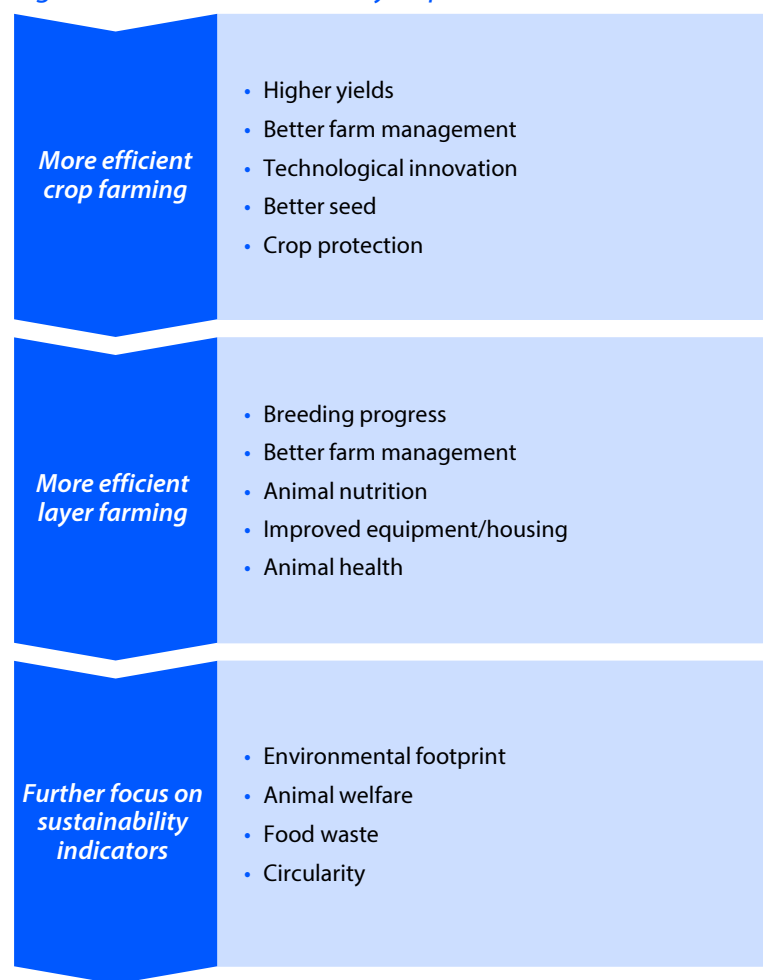 More efficient
crop farming
• Higher yields
• Better farm management
• Technological innovation
• Better seed
• Crop protection
More efficient
layer farming
• Breeding progress
• Better farm management
• Animal nutrition
• Improved equipment/housing
• Animal health
Further focus on
sustainability
indicators
• Environmental footprint
• Animal welfare
• Food waste
• Circularity